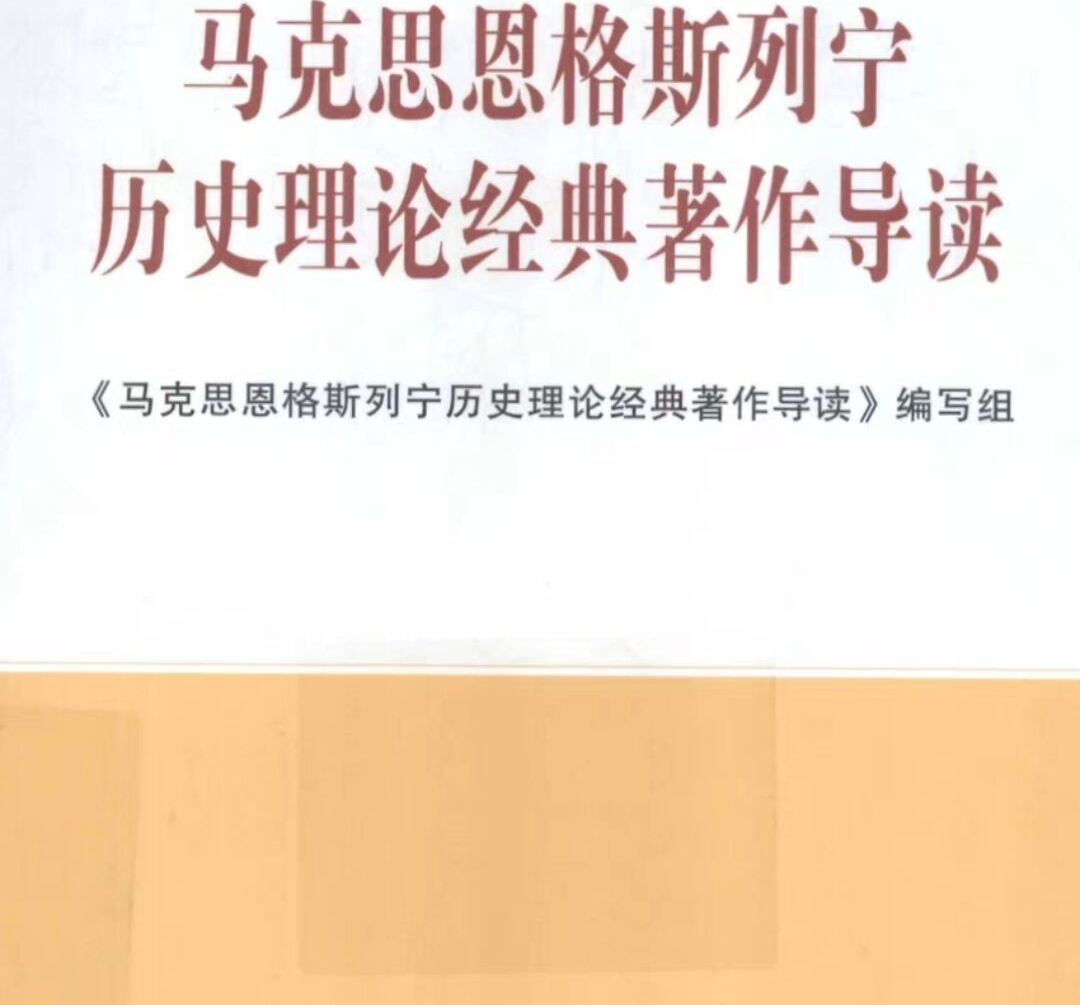 马克思恩格斯列宁
历史理论经典著作导读
《马克思恩格斯列宁历史理论经典著作导读》编写组